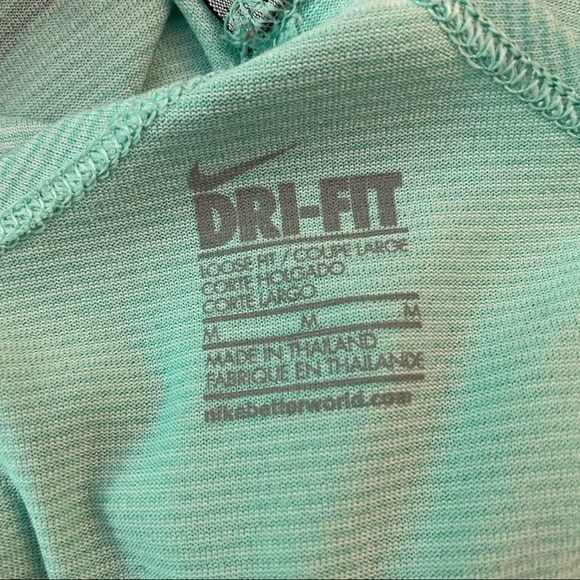 DRI-FIT
LOOSE FIT / COUPE LARGE
CORTE HOLGADO
CORTE LARGO
M M M
MADE IN THAILAND
FABRIQUE EN THAILANDE
nikebetterworld.com